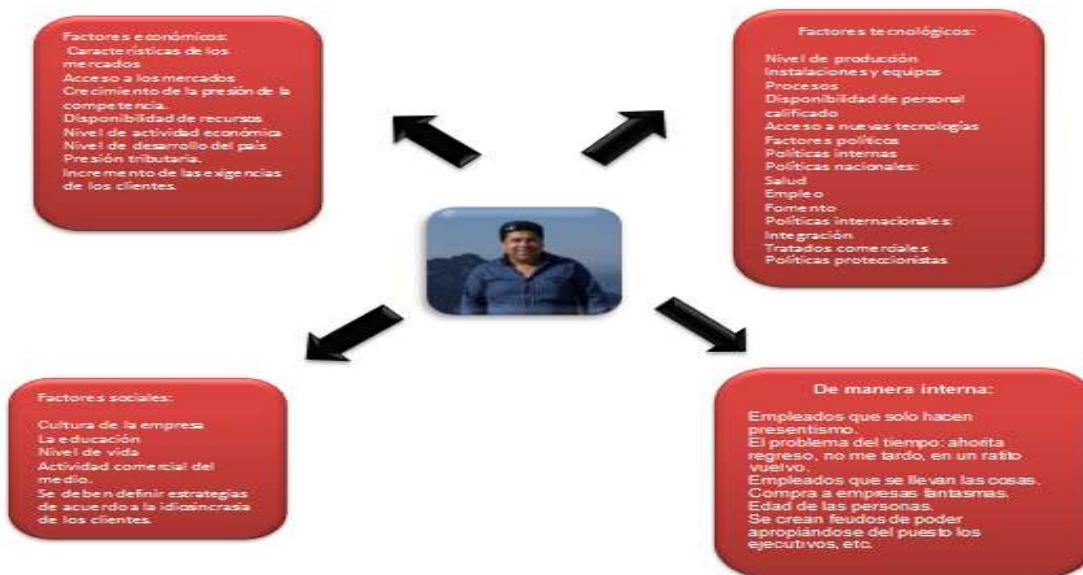 Factores económicos:
Características de los
mercados
Acceso a los mercados
Crecimiento de la presión de la
competencia.
Disponibilidad de recursos
Nivel de actividad económica
Nivel de desarrollo del país
Presión tributaria.
Incremento de las exigencias
de los clientes.
Factores tecnológicos:
Nivel de producción
Instalaciones y equipos
Procesos
Disponibilidad de personal
calificado
Acceso a nuevas tecnologías
Factores políticos
Políticas internas
Políticas nacionales:
Salud
Empleo
Fomento
Políticas internacionales:
Integración
Tratados comerciales
Políticas proteccionistas
Factores sociales:
Cultura de la empresa
La educación
Nivel de vida
Actividad comercial del
medio.
Se deben definir estrategias
de acuerdo a la idiosincrasia
de los clientes.
De manera interna:
Empleados que solo hacen
presentismo.
El problema del tiempo: ahorita
regreso, no me tardo, en un ratito
vuelvo.
Empleados que se llevan las cosas.
Compra a empresas fantasmas.
Edad de las personas.
Se crean feudos de poder
apropiándose del puesto los
ejecutivos, etc.